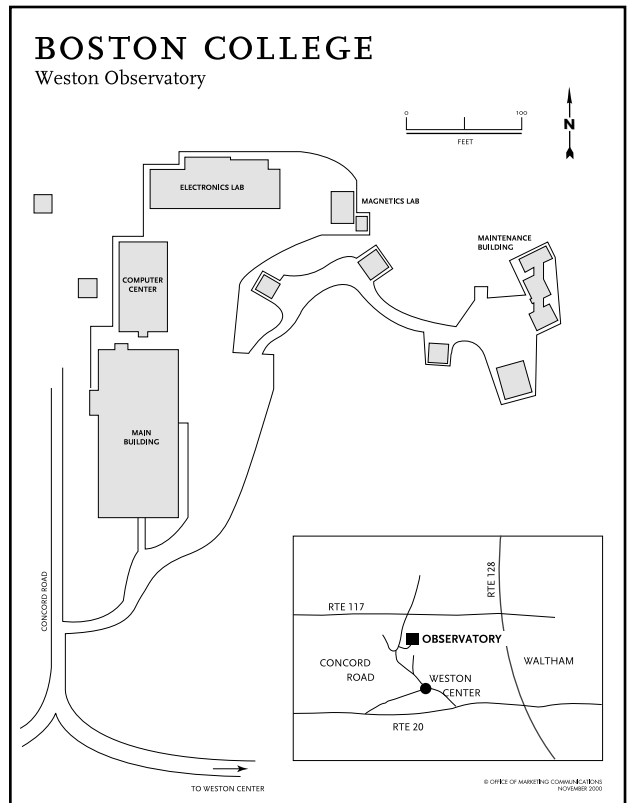 BOSTON COLLEGE
Weston Observatory
0 100
FEET
N
ELECTRONICS LAB
MAGNETICS LAB
MAINTENANCE
BUILDING
COMPUTER
CENTER
MAIN
BUILDING
CONCORD ROAD
RTE 128
RTE 117
OBSERVATORY
CONCORD
ROAD
WALTHAM
WESTON
CENTER
RTE 20
TO WESTON CENTER
© OFFICE OF MARKETING COMMUNICATIONS
NOVEMBER 2000